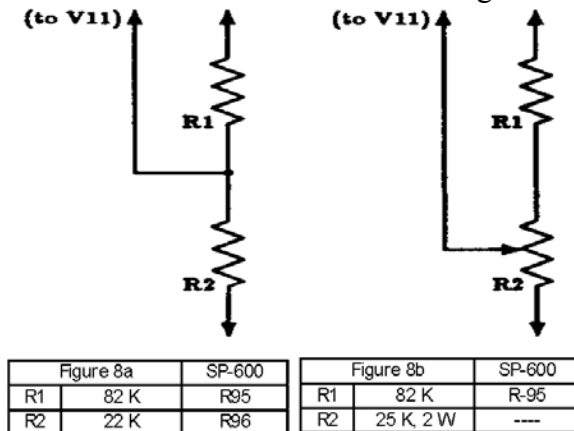 (to V11) (to V11)
R1 R1
R2 R2
Figure 8a SP-600
R1 82 K R95
R2 22 K R96
Figure 8b SP-600
R1 82 K R-95
R2 25 K, 2 W ----